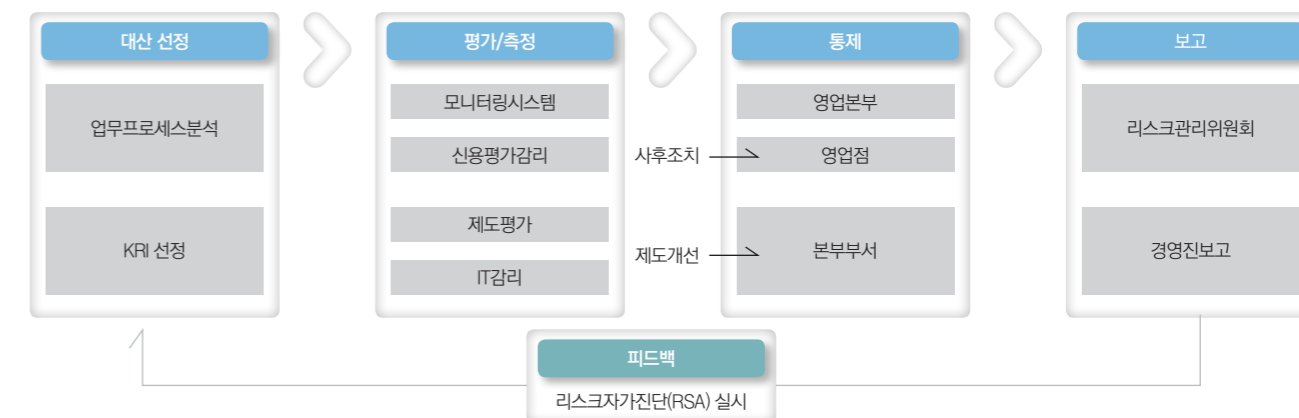 대산 선정
업무프로세스분석
KRI 선정
평가/측정
모니터링시스템
신용평가감리
제도평가
IT감리
사후조치
제도개선
통제
영업본부
영업점
본부부서
보고
리스크관리위원회
경영진보고
피드백
리스크자가진단(RSA) 실시